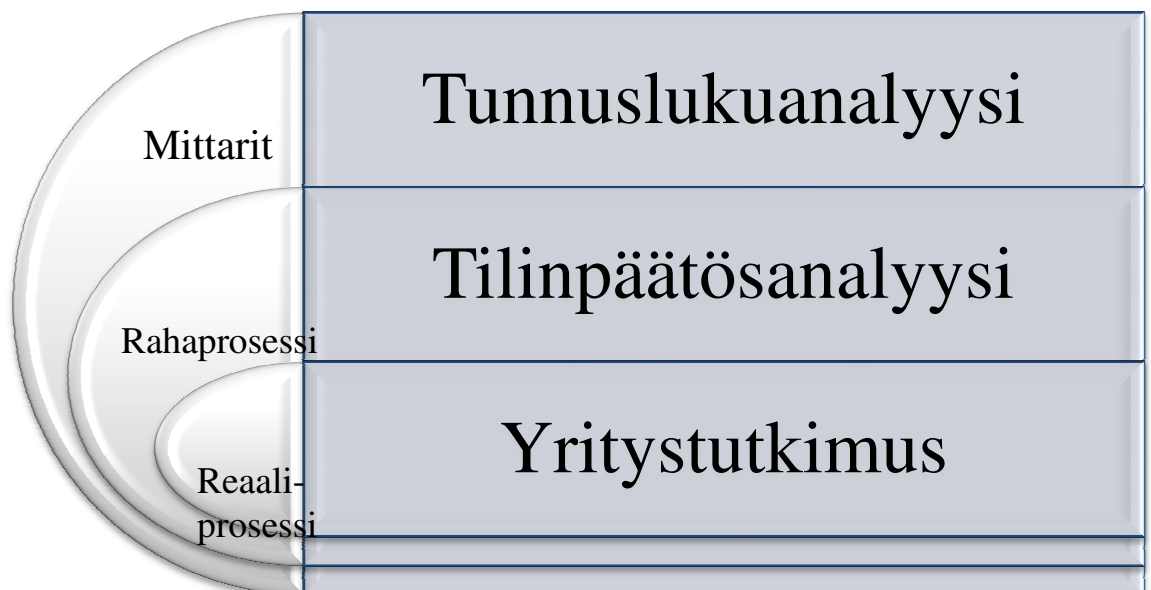 Tunnuslukuanalyysi
Mittarit
Tilinpäätösanalyysi
Rahaprosessi
Yritystutkimus
Reaali-
prosessi